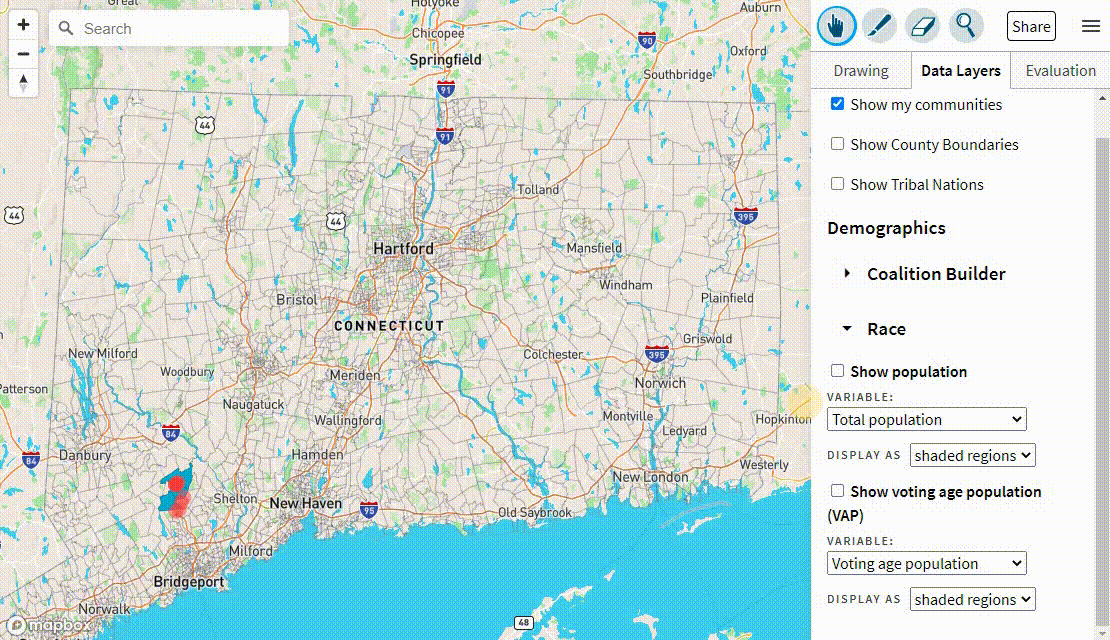 Great
Holyoke
Auburn
Search
Chicopee
90
Oxford
Springfield
Southbridge
91
44
91
Tolland
44
44
395
Hartford
Mansfield
Windham
Bristol
Plainfield
CONNECTICUT
Griswold
New Milford
Colchester
395
Woodbury
Meriden
Norwich
Patterson
Naugatuck
Wallingford
Montville
Hopkinton
84
Ledyard
Danbury
Hamden
84
Westerly
New London
Shelton
New Haven
95
Old Saybrook
Milford
Bridgeport
Norwalk
48
mapbox
Share
Drawing
Data Layers
Evaluation
Show my communities
Show County Boundaries
Show Tribal Nations
Demographics
Coalition Builder
Race
Show population
VARIABLE:
Total population
DISPLAY AS shaded regions
Show voting age population
(VAP)
VARIABLE:
Voting age population
DISPLAY AS shaded regions